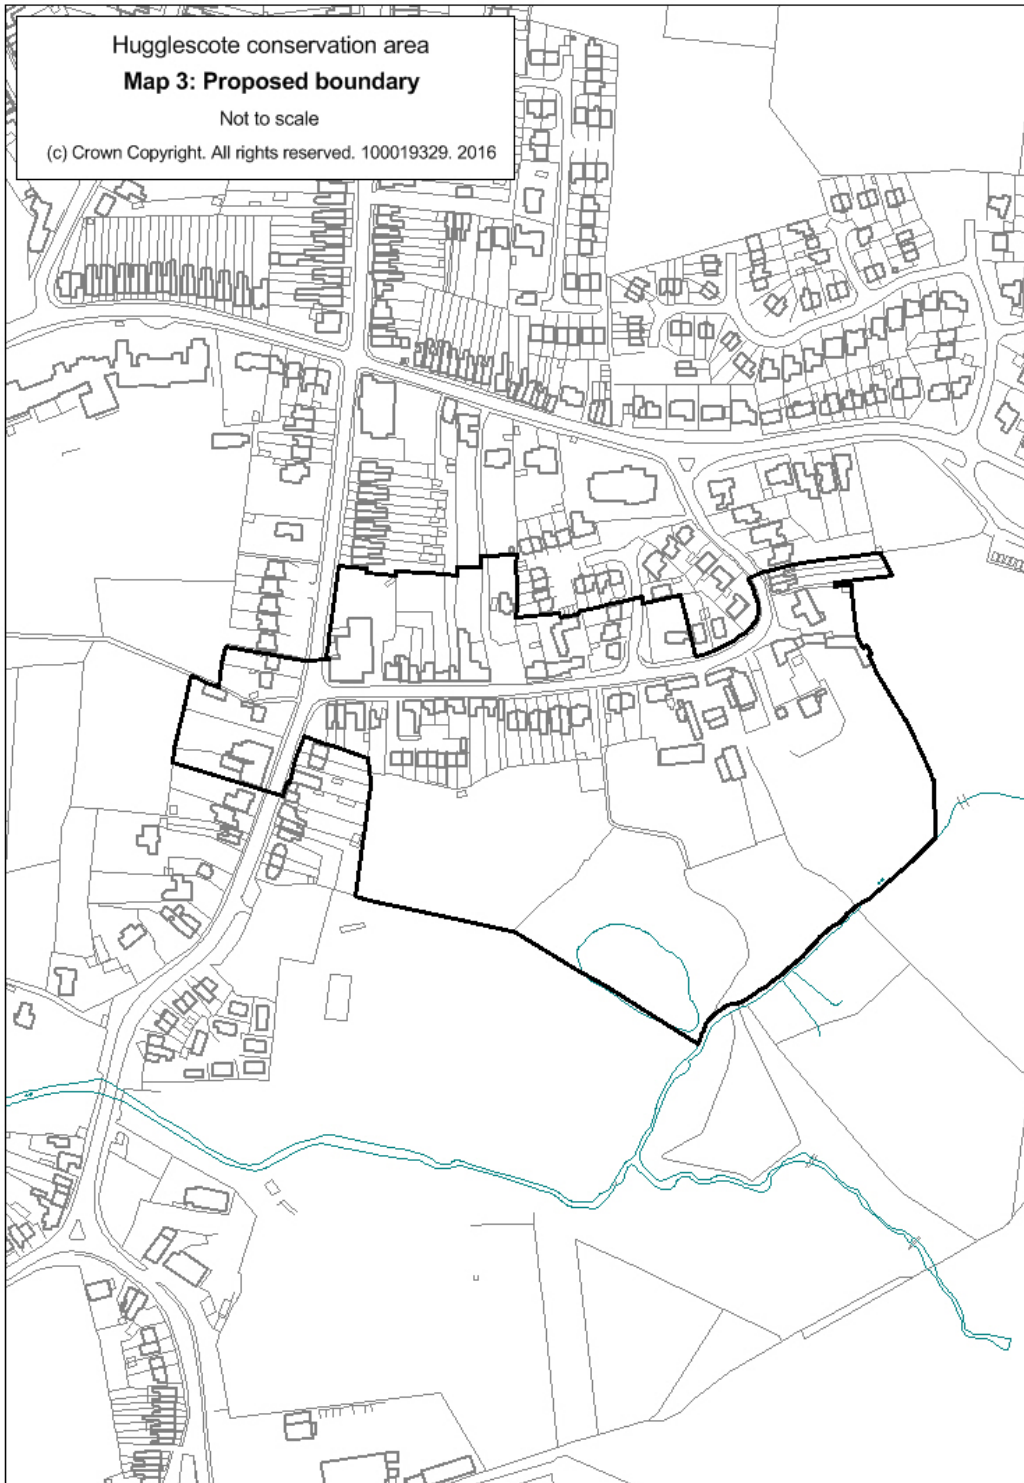 Hugglescote conservation area
Map 3: Proposed boundary
Not to scale
(c) Crown Copyright. All rights reserved. 100019329. 2016